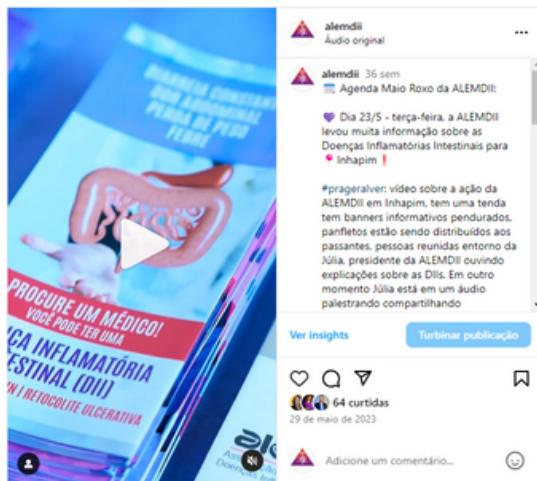 DIARREIA CONSTANTE
DOR ABDOMINAL
PERDA DE PESO
FEBRE
PROCURE UM MÉDICO!
VOCÊ PODE TER UMA
ÇA INFLAMATÓRIA
ESTINAL (DII)
N | RETOCOLITE ULCERATIVA
ale
Doenças
alemdii
Áudio original
alemdii 36 sem
🗓️ Agenda Maio Roxo da ALEMDII:
💜 Dia 23/5 - terça-feira, a ALEMDII
levou muita informação sobre as
Doenças Inflamatórias Intestinais para
📍 Inhapim ❗
#prageralver: vídeo sobre a ação da
ALEMDII em Inhapim, tem uma tenda
tem banners informativos pendurados,
panfletos estão sendo distribuídos aos
passantes, pessoas reunidas entorno da
Júlia, presidente da ALEMDII ouvindo
explicações sobre as DIIs. Em outro
momento Júlia está em um áudio
palestrando compartilhando
Ver insights
Turbinar publicação
64 curtidas
29 de maio de 2023
Adicione um comentário...